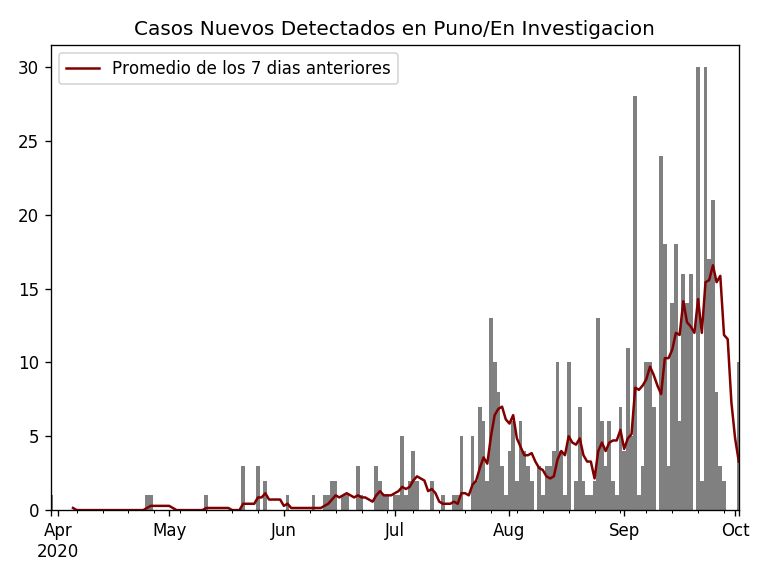 Casos Nuevos Detectados en Puno/En Investigacion
Promedio de los 7 dias anteriores
30
25
20
15
10
5
0
Apr May Jun Jul Aug Sep Oct
2020